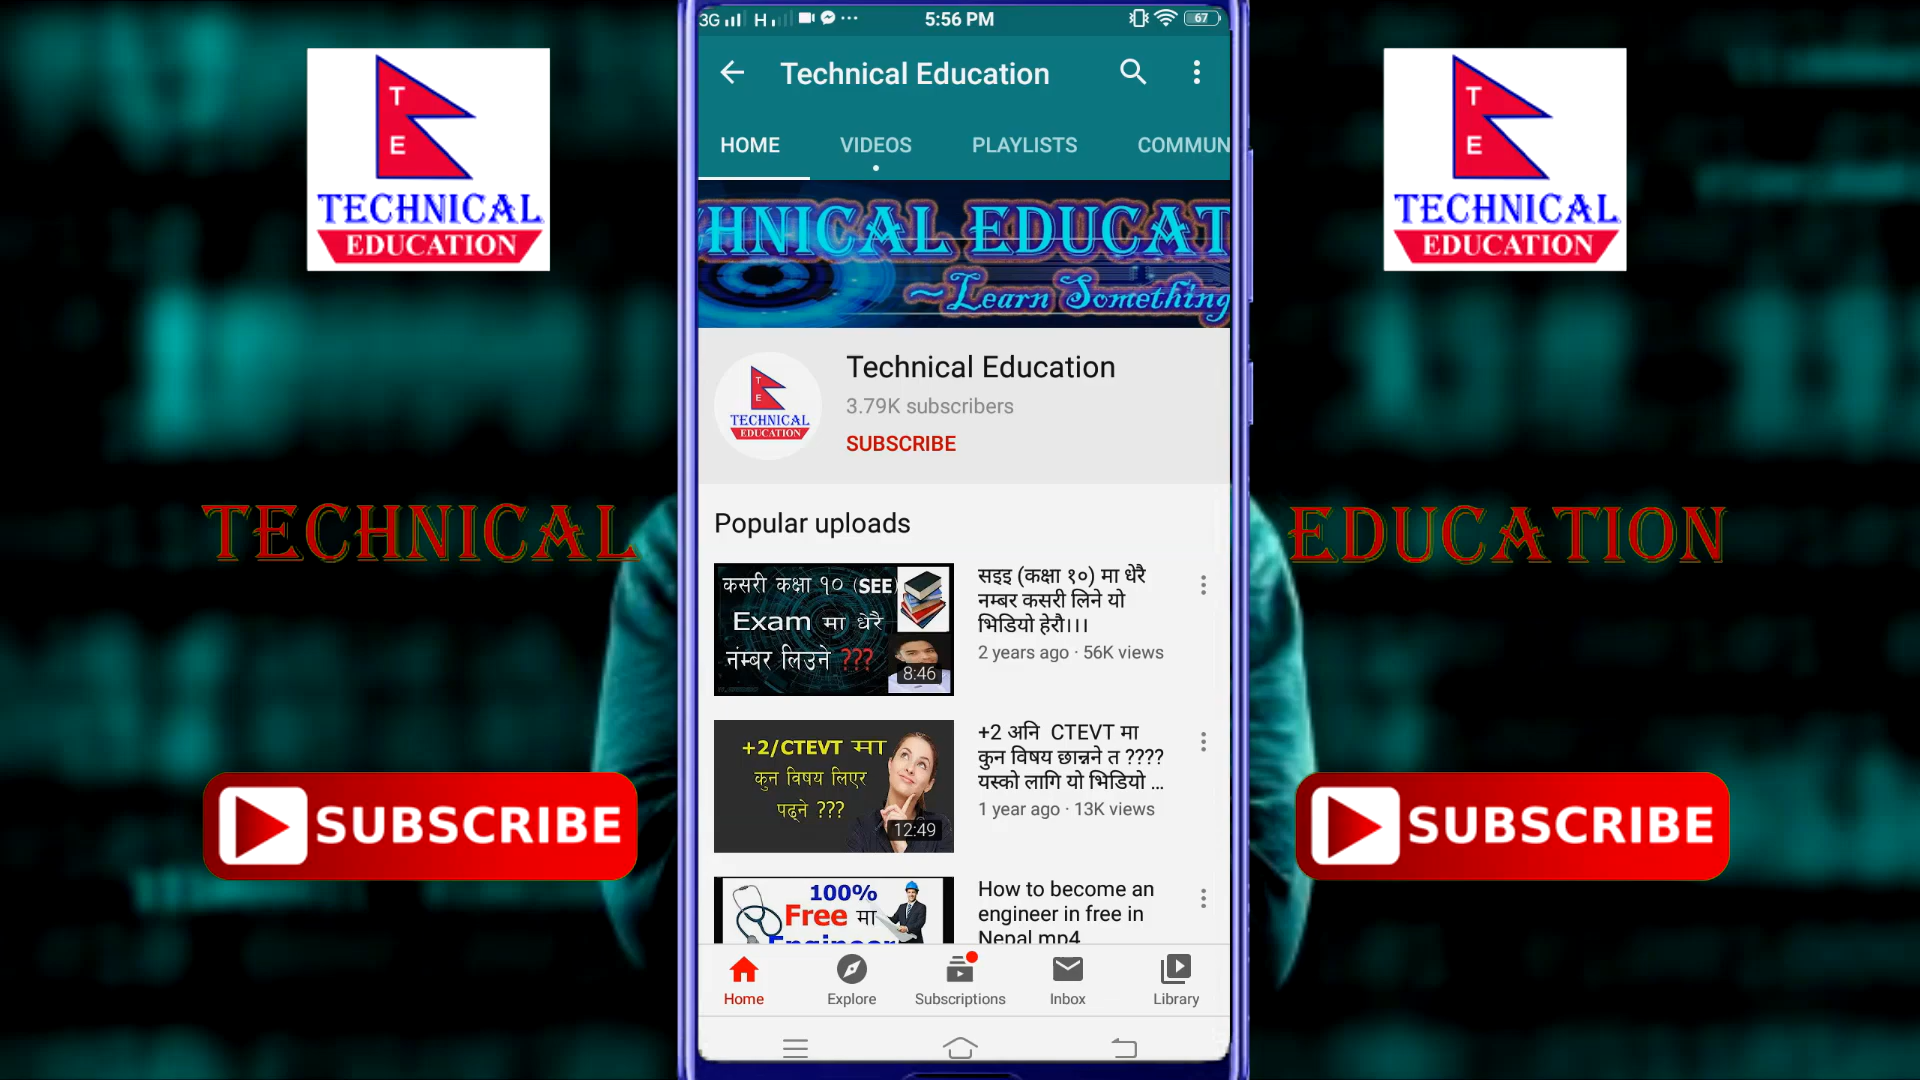 3G
H
5:56 PM
67
Technical Education
HOME
VIDEOS
PLAYLISTS
COMMUN
HNICAL EDUCAT
~Learn Something
T
E
TECHNICAL
EDUCATION
Technical Education
3.79K subscribers
SUBSCRIBE
Popular uploads
कसरी कक्षा १० (SEE)
Exam मा धेरै
नंम्बर लिउने ???
8:46
सइइ (कक्षा १०) मा धेरै
नम्बर कसरी लिने यो
भिडियो हेरौ।।।
2 years ago · 56K views
+2/CTEVT मा
कुन विषय लिएर
पढ्ने ???
12:49
+2 अनि CTEVT मा
कुन विषय छान्नने त ????
यस्को लागि यो भिडियो ...
1 year ago · 13K views
100%
Free मा
Engineer
How to become an
engineer in free in
Nepal mp4
Home
Explore
Subscriptions
Inbox
Library
T
E
TECHNICAL
EDUCATION
TECHNICAL
SUBSCRIBE
T
E
TECHNICAL
EDUCATION
EDUCATION
SUBSCRIBE